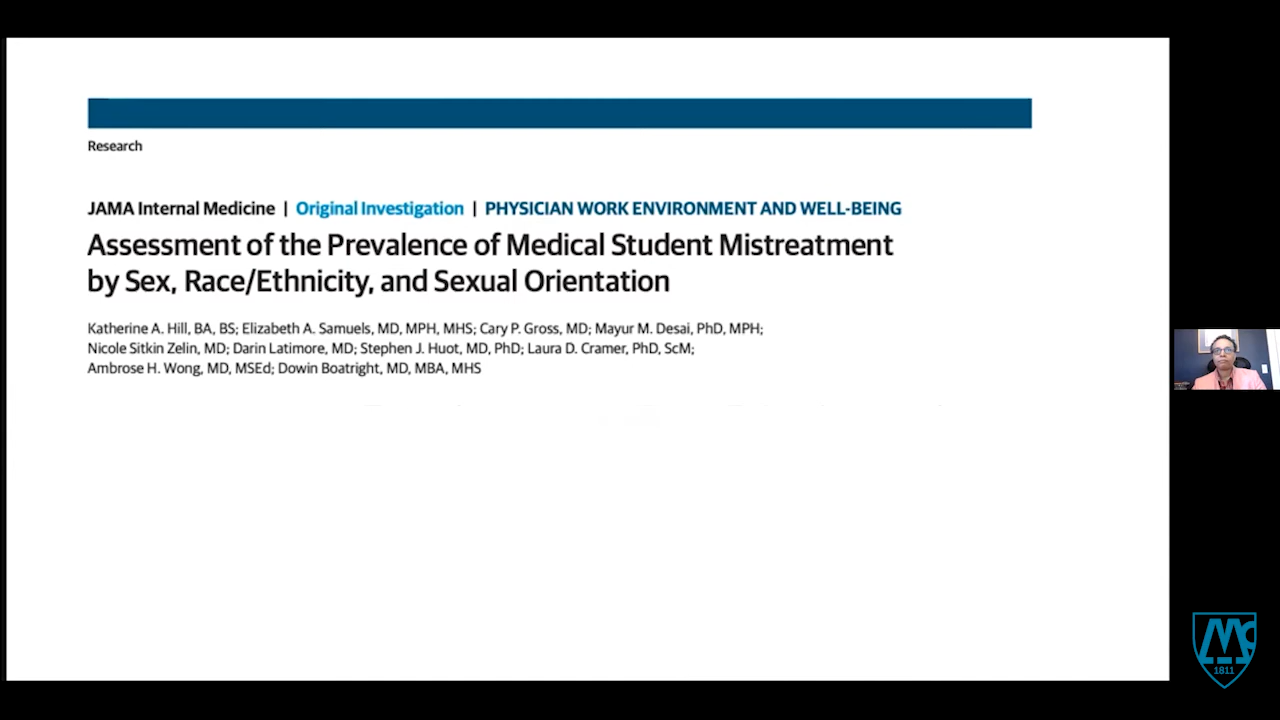 Research
JAMA Internal Medicine | Original Investigation | PHYSICIAN WORK ENVIRONMENT AND WELL-BEING
Assessment of the Prevalence of Medical Student Mistreatment
by Sex, Race/Ethnicity, and Sexual Orientation
Katherine A. Hill, BA, BS; Elizabeth A. Samuels, MD, MPH, MHS; Cary P. Gross, MD; Mayur M. Desai, PhD, MPH;
Nicole Sitkin Zelin, MD; Darin Latimore, MD; Stephen J. Huot, MD, PhD; Laura D. Cramer, PhD, ScM;
Ambrose H. Wong, MD, MSEd; Dowin Boatright, MD, MBA, MHS
1811